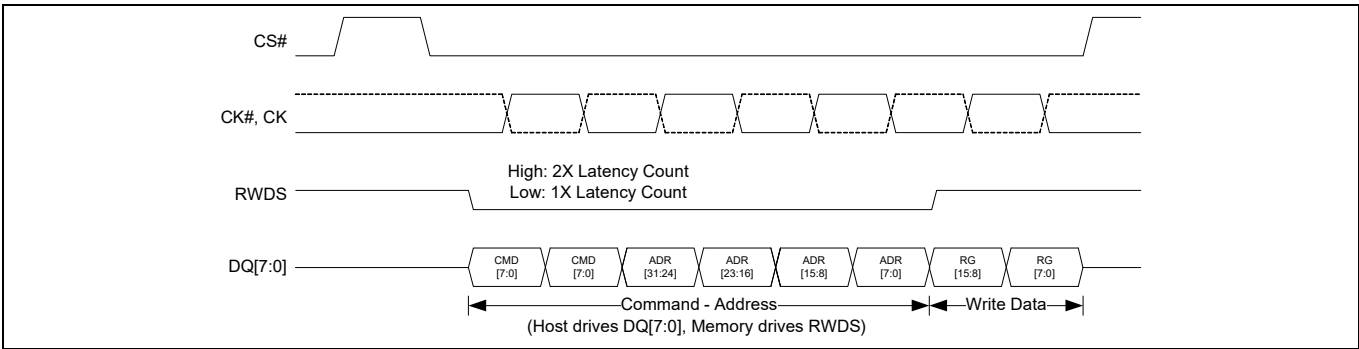 CS#
CK#, CK
High: 2X Latency Count
Low: 1X Latency Count
RWDS
DQ[7:0]
CMD
[7:0]
CMD
[7:0]
ADR
[31:24]
ADR
[23:16]
ADR
[15:8]
ADR
[7:0]
RG
[15:8]
RG
[7:0]
Command - Address
Write Data
(Host drives DQ[7:0], Memory drives RWDS)